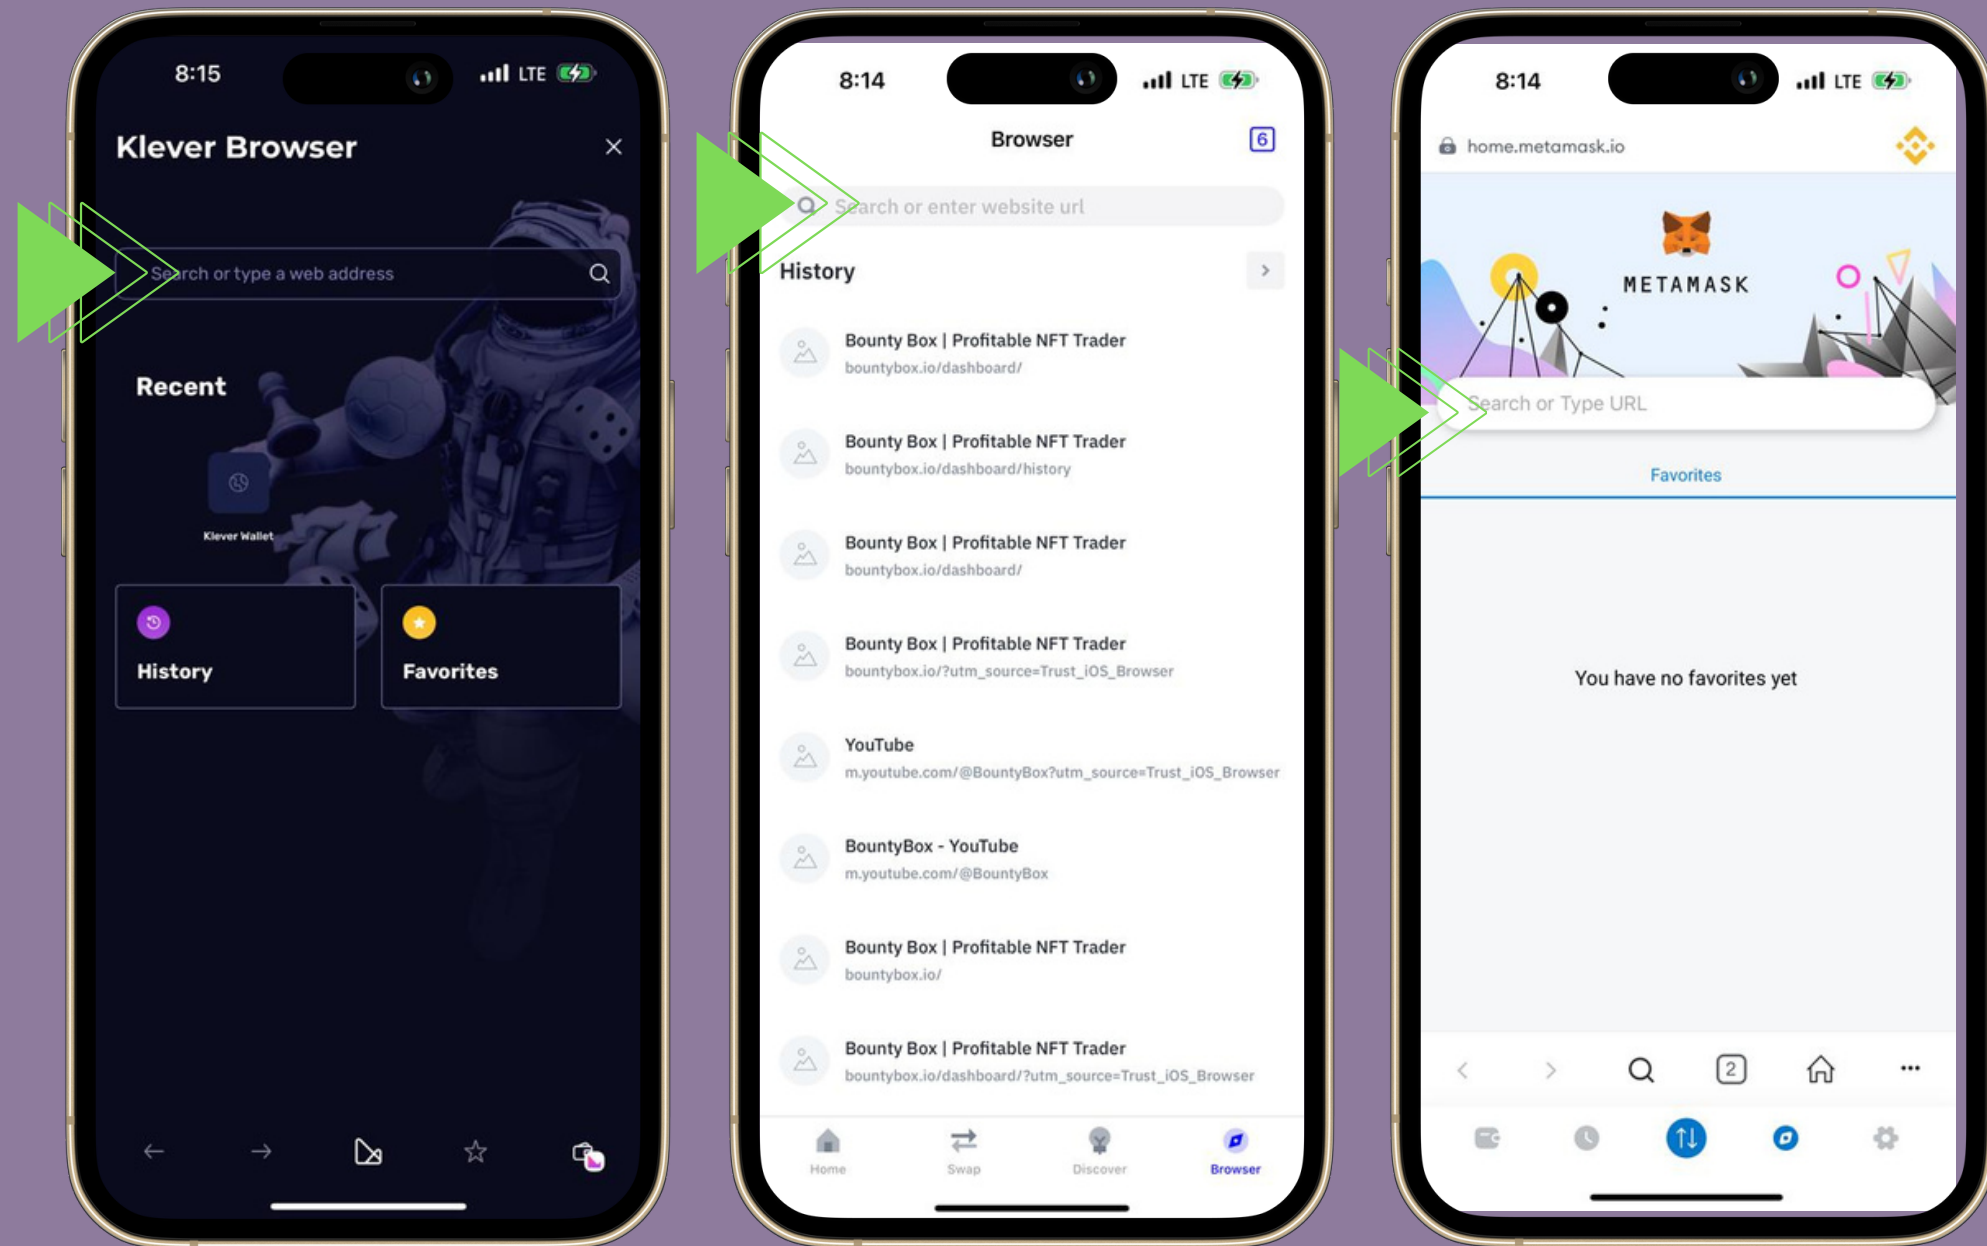 8:15
LTE
Klever Browser
Search or type a web address
Recent
Klever Wallet
History
Favorites
8:14
LTE
Browser
6
Search or enter website url
History
Bounty Box | Profitable NFT Trader
bountybox.io/dashboard/
Bounty Box | Profitable NFT Trader
bountybox.io/dashboard/history
Bounty Box | Profitable NFT Trader
bountybox.io/dashboard/
Bounty Box | Profitable NFT Trader
bountybox.io/?utm_source=Trust_iOS_Browser
YouTube
m.youtube.com/@BountyBox?utm_source=Trust_iOS_Browser
BountyBox - YouTube
m.youtube.com/@BountyBox
Bounty Box | Profitable NFT Trader
bountybox.io/
Bounty Box | Profitable NFT Trader
bountybox.io/dashboard/?utm_source=Trust_iOS_Browser
Home
Swap
Discover
Browser
8:14
LTE
home.metamask.io
METAMASK
Search or Type URL
Favorites
You have no favorites yet
2